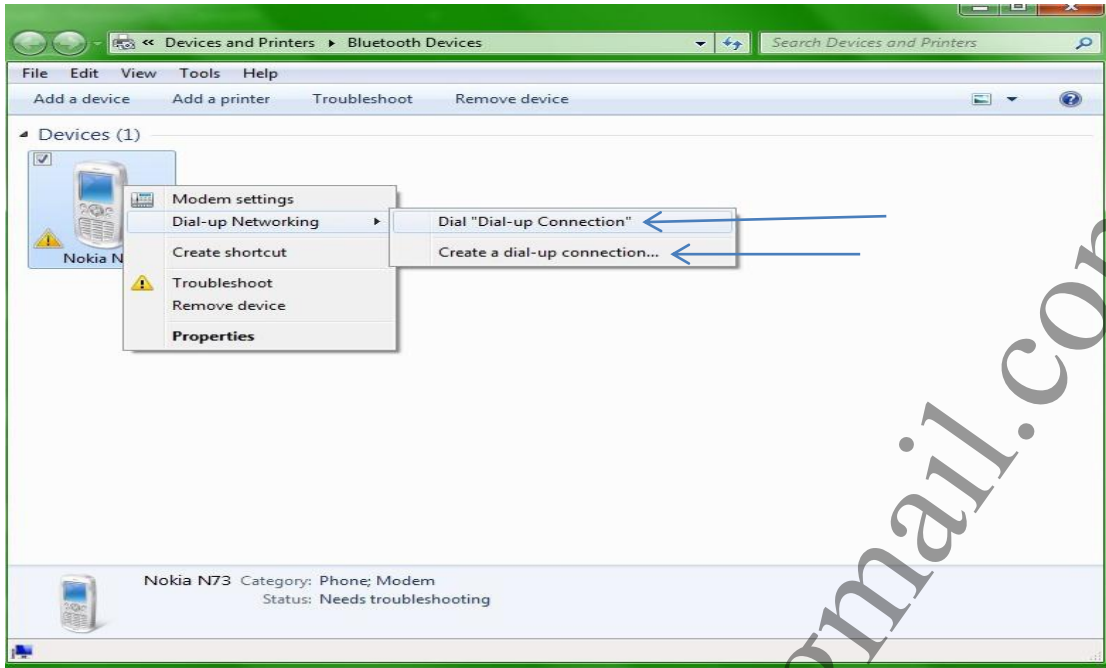 « Devices and Printers ▸ Bluetooth Devices
Search Devices and Printers
File Edit View Tools Help
Add a device Add a printer Troubleshoot Remove device
Devices (1)
Modem settings
Dial-up Networking
Dial "Dial-up Connection"
Create shortcut
Create a dial-up connection...
Nokia N
Troubleshoot
Remove device
Properties
Nokia N73 Category: Phone; Modem
Status: Needs troubleshooting